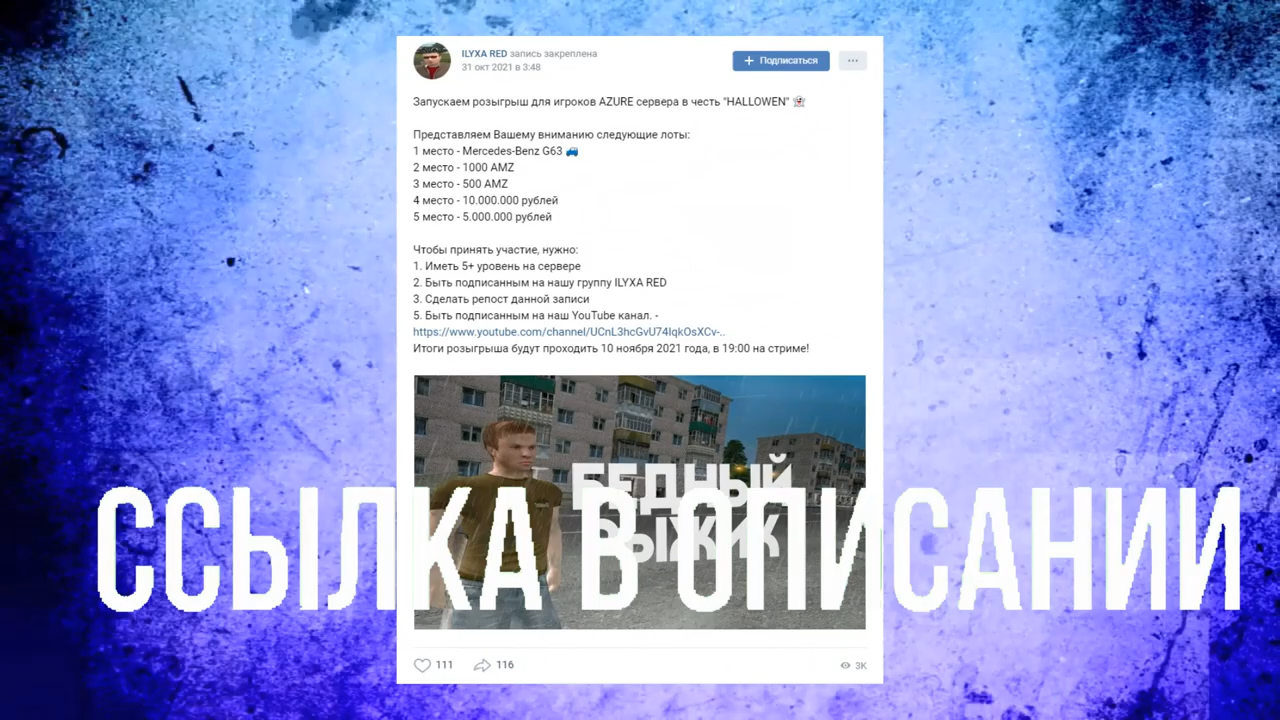 ILYXA RED запись закреплена
31 окт 2021 в 3:48
+ Подписаться
Запускаем розыгрыш для игроков AZURE сервера в честь "HALLOWEN" 👻
Представляем Вашему вниманию следующие лоты:
1 место - Mercedes-Benz G63 🚙
2 место - 1000 AMZ
3 место - 500 AMZ
4 место - 10.000.000 рублей
5 место - 5.000.000 рублей
Чтобы принять участие, нужно:
1. Иметь 5+ уровень на сервере
2. Быть подписанным на нашу группу ILYXA RED
3. Сделать репост данной записи
5. Быть подписанным на наш YouTube канал. -
https://www.youtube.com/channel/UCnL3hcGvU74IqkOsXCv-..
Итоги розыгрыша будут проходить 10 ноября 2021 года, в 19:00 на стриме!
БЕДНЫЙ
РЫЖИК
ССЫЛКА В ОПИСАНИИ
111
116
3K